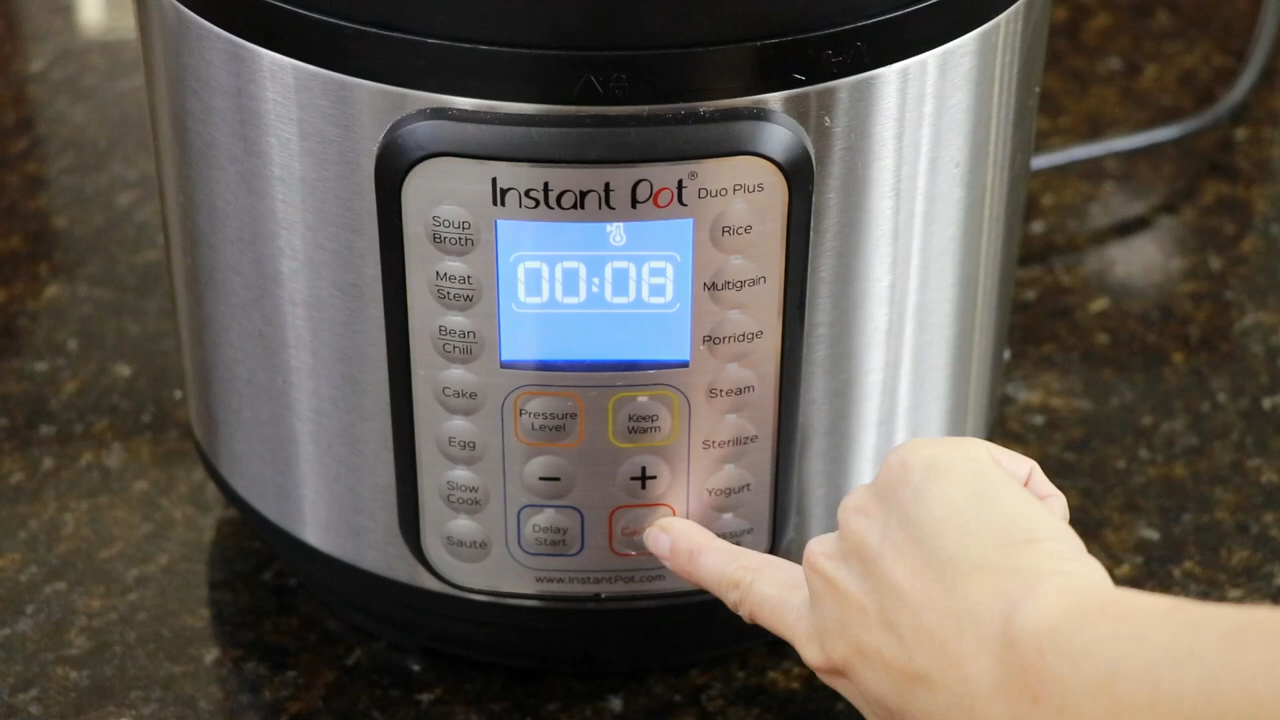 Instant Pot® Duo Plus
00:08
Soup
Broth
Meat
Stew
Bean
Chili
Cake
Egg
Slow
Cook
Sauté
Rice
Multigrain
Porridge
Steam
Sterilize
Yogurt
Pressure
Level
Keep
Warm
−
+
Delay
Start
www.InstantPot.com